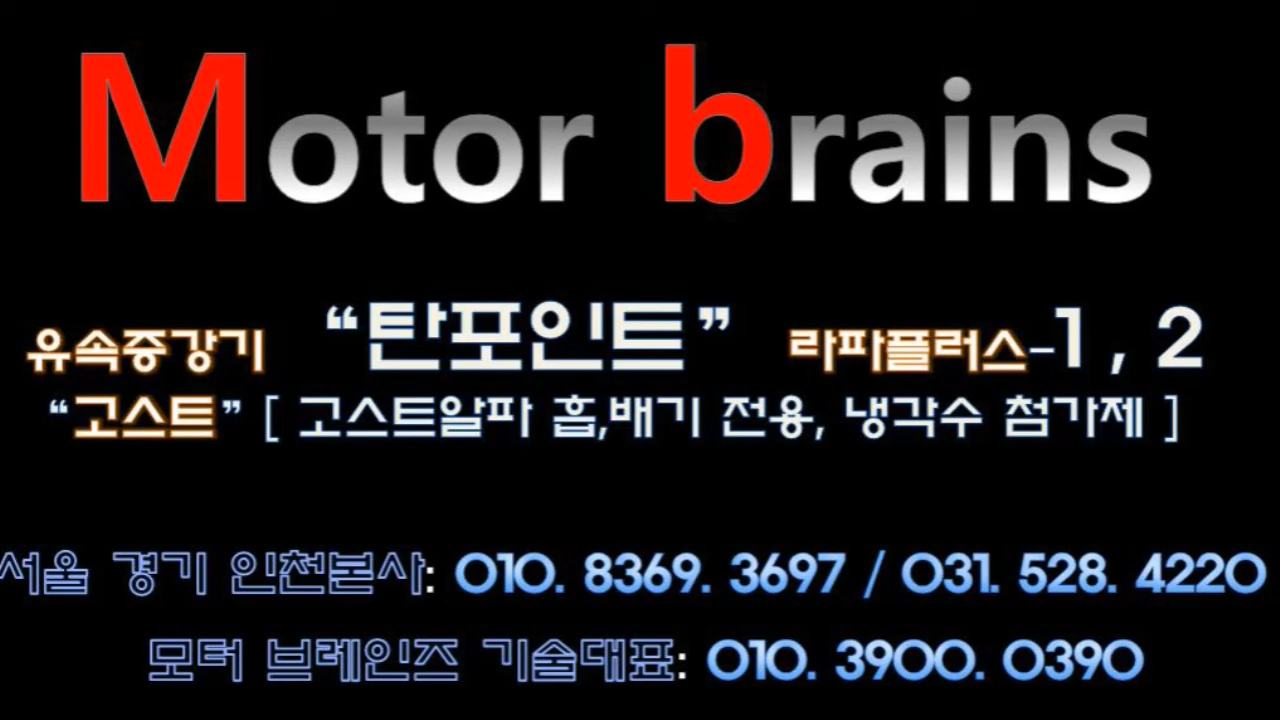 Motor brains
유속증강기 “탄포인트” 라파플러스-1 , 2
“고스트” [ 고스트알파 흡,배기 전용, 냉각수 첨가제 ]
서울 경기 인천본사: 010. 8369. 3697 / 031. 528. 4220
모터 브레인즈 기술대표: 010. 3900. 0390